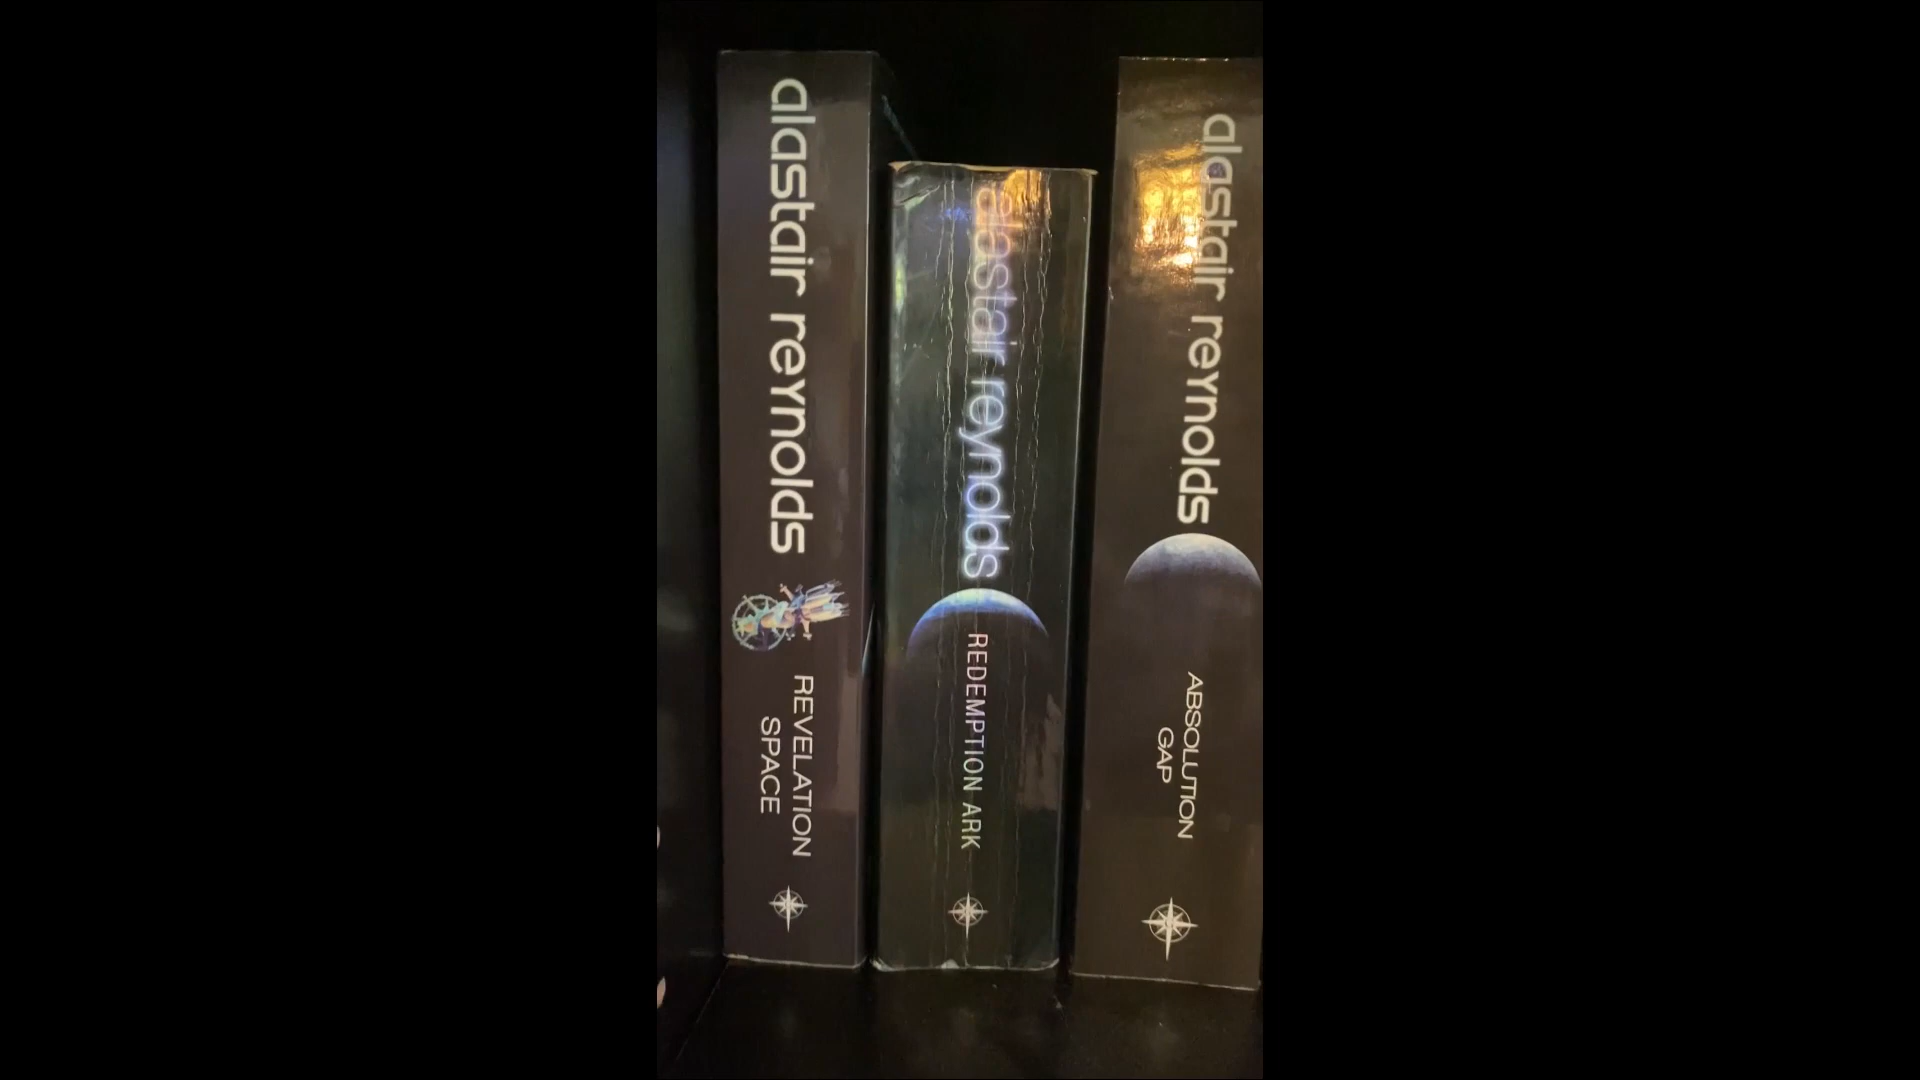 alastair reynolds
REVELATION
SPACE
alastair reynolds
REDEMPTION ARK
alastair reynolds
ABSOLUTION
GAP